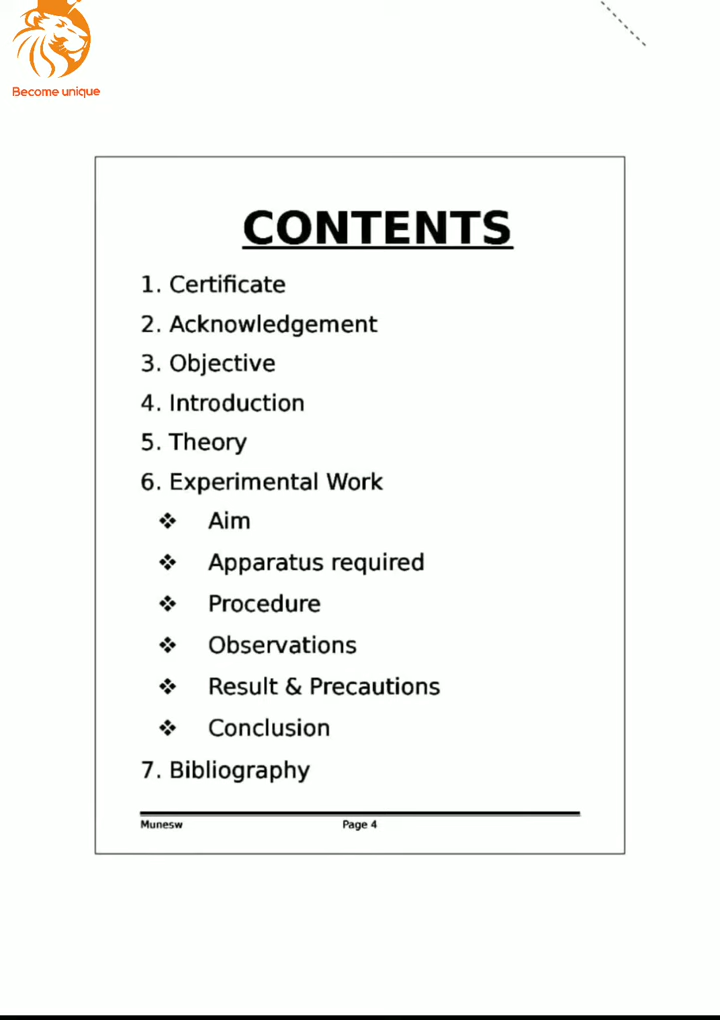 Become unique
CONTENTS
1. Certificate
2. Acknowledgement
3. Objective
4. Introduction
5. Theory
6. Experimental Work
❖ Aim
❖ Apparatus required
❖ Procedure
❖ Observations
❖ Result & Precautions
❖ Conclusion
7. Bibliography
Munesw Page 4